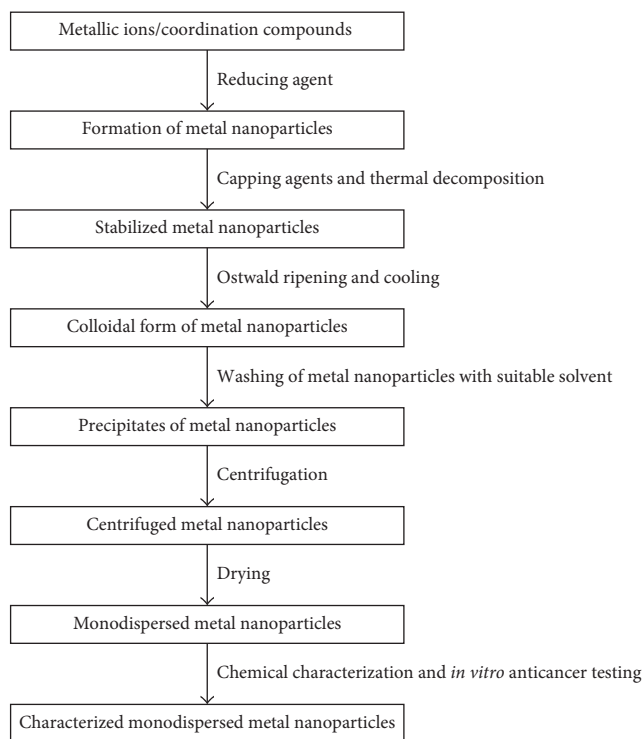 Metallic ions/coordination compounds
Reducing agent
Formation of metal nanoparticles
Capping agents and thermal decomposition
Stabilized metal nanoparticles
Ostwald ripening and cooling
Colloidal form of metal nanoparticles
Washing of metal nanoparticles with suitable solvent
Precipitates of metal nanoparticles
Centrifugation
Centrifuged metal nanoparticles
Drying
Monodispersed metal nanoparticles
Chemical characterization and in vitro anticancer testing
Characterized monodispersed metal nanoparticles